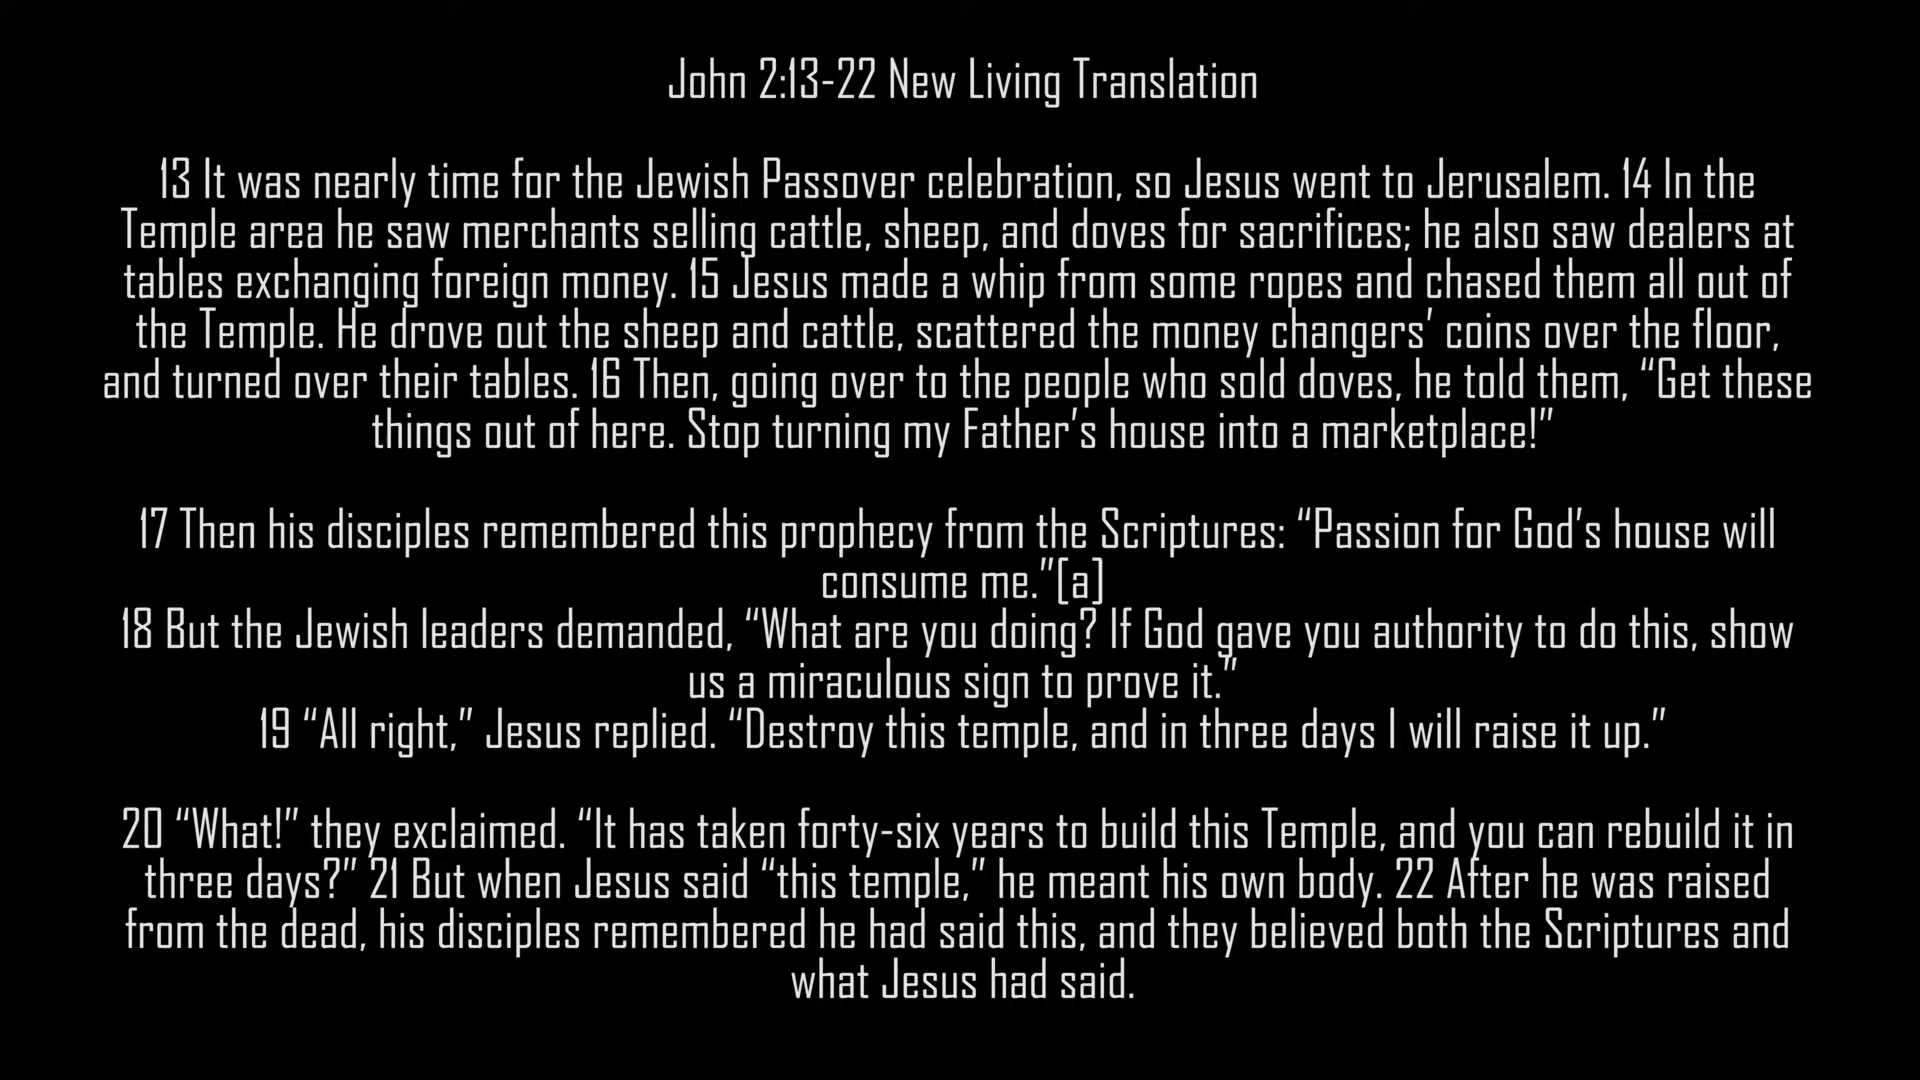 John 2:13-22 New Living Translation
13 It was nearly time for the Jewish Passover celebration, so Jesus went to Jerusalem. 14 In the
Temple area he saw merchants selling cattle, sheep, and doves for sacrifices; he also saw dealers at
tables exchanging foreign money. 15 Jesus made a whip from some ropes and chased them all out of
the Temple. He drove out the sheep and cattle, scattered the money changers’ coins over the floor,
and turned over their tables. 16 Then, going over to the people who sold doves, he told them, “Get these
things out of here. Stop turning my Father’s house into a marketplace!”
17 Then his disciples remembered this prophecy from the Scriptures: “Passion for God’s house will
consume me.”[a]
18 But the Jewish leaders demanded, “What are you doing? If God gave you authority to do this, show
us a miraculous sign to prove it.”
19 “All right,” Jesus replied. “Destroy this temple, and in three days I will raise it up.”
20 “What!” they exclaimed. “It has taken forty-six years to build this Temple, and you can rebuild it in
three days?” 21 But when Jesus said “this temple,” he meant his own body. 22 After he was raised
from the dead, his disciples remembered he had said this, and they believed both the Scriptures and
what Jesus had said.